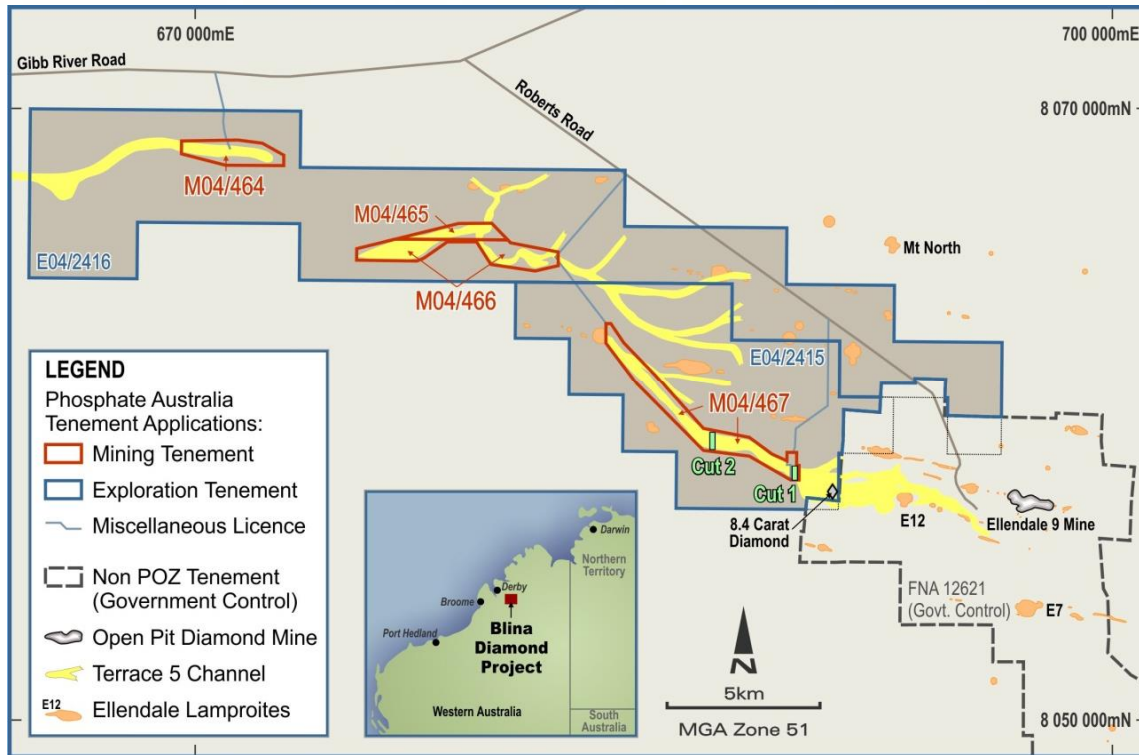 670 000mE
700 000mE
Gibb River Road
Roberts Road
8 070 000mN
M04/464
M04/465
Mt North
E04/2416
M04/466
E04/2415
M04/467
Cut 2
Cut 1
8.4 Carat
Diamond
E12
Ellendale 9 Mine
FNA 12621
(Govt. Control)
E7
LEGEND
Phosphate Australia
Tenement Applications:
Mining Tenement
Exploration Tenement
Miscellaneous Licence
Non POZ Tenement
(Government Control)
Open Pit Diamond Mine
Terrace 5 Channel
E12
Ellendale Lamproites
Darwin
Northern
Territory
Derby
Broome
Blina
Diamond
Project
Port Hedland
Western Australia
South
Australia
N
5km
MGA Zone 51
8 050 000mN